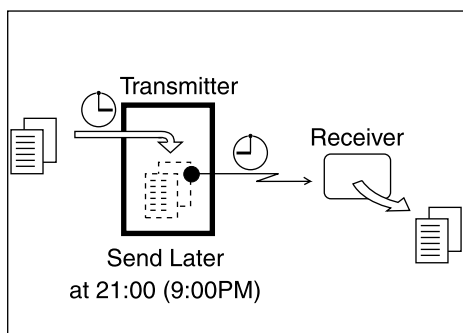 Transmitter
Receiver
Send Later
at 21:00 (9:00PM)